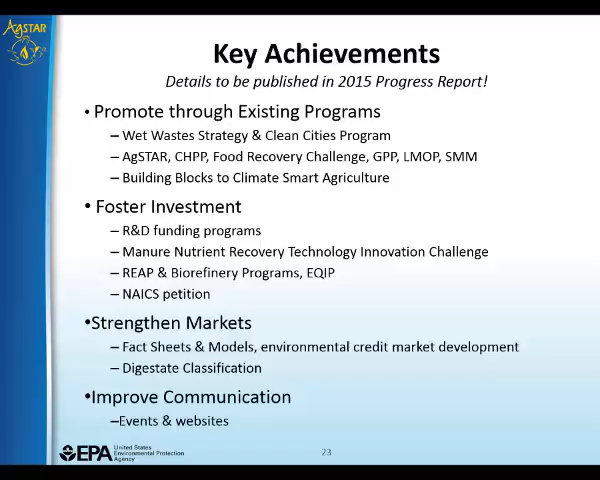 AgSTAR
Key Achievements
Details to be published in 2015 Progress Report!
• Promote through Existing Programs
– Wet Wastes Strategy & Clean Cities Program
– AgSTAR, CHPP, Food Recovery Challenge, GPP, LMOP, SMM
– Building Blocks to Climate Smart Agriculture
• Foster Investment
– R&D funding programs
– Manure Nutrient Recovery Technology Innovation Challenge
– REAP & Biorefinery Programs, EQIP
– NAICS petition
•Strengthen Markets
– Fact Sheets & Models, environmental credit market development
– Digestate Classification
•Improve Communication
–Events & websites
EPA
United States
Environmental Protection
Agency
23